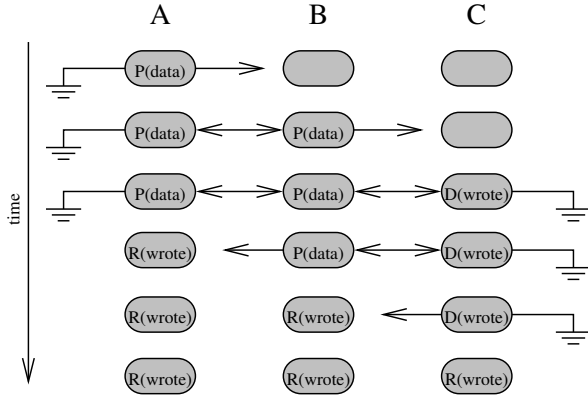 A B C
P(data)
P(data) P(data)
P(data) P(data) D(wrote)
R(wrote) P(data) D(wrote)
R(wrote) R(wrote) D(wrote)
R(wrote) R(wrote) R(wrote)
time